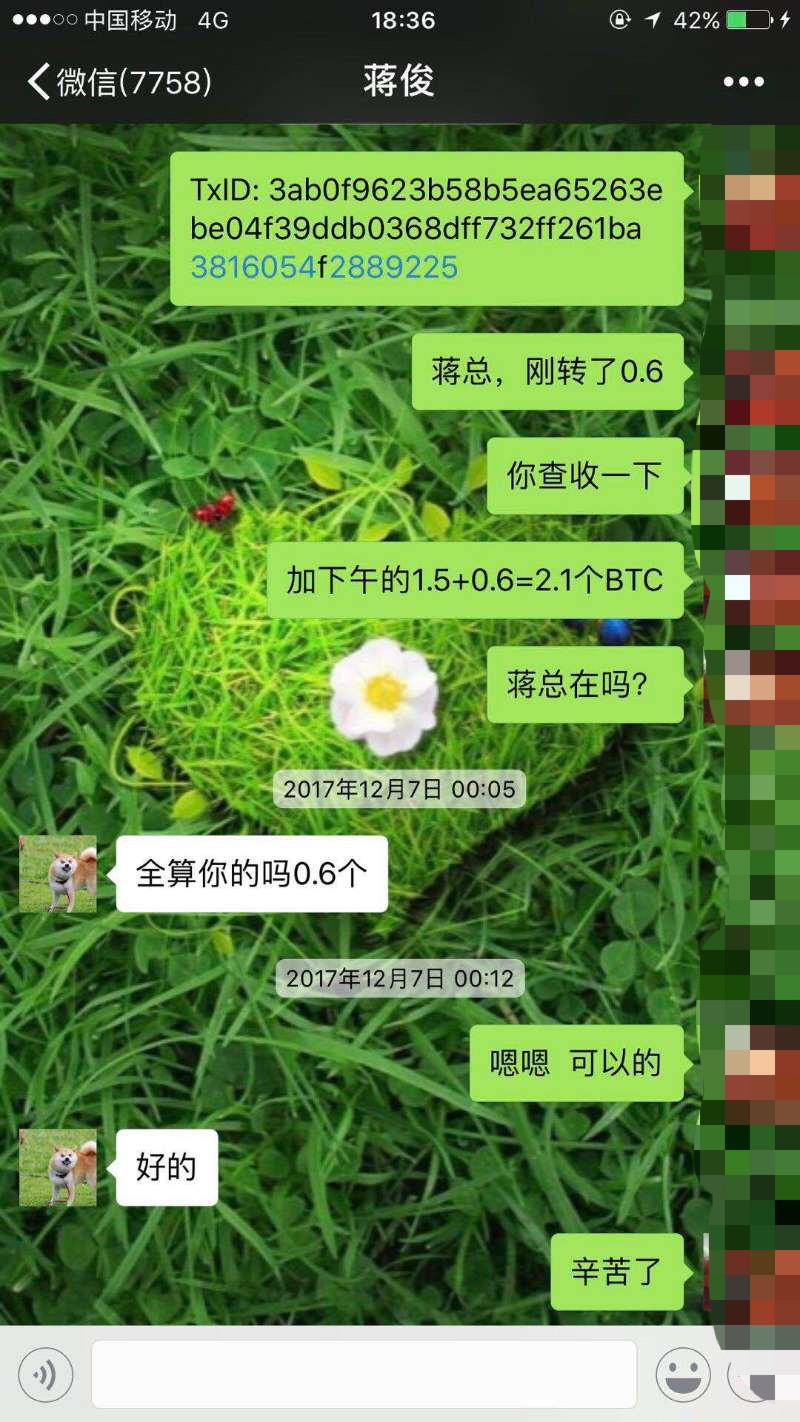 中国移动 4G 18:36 42%
微信(7758) 蒋俊
TxID: 3ab0f9623b58b5ea65263e
be04f39ddb0368dff732ff261ba
3816054f2889225
蒋总，刚转了0.6
你查收一下
加下午的1.5+0.6=2.1个BTC
蒋总在吗？
2017年12月7日 00:05
全算你的吗0.6个
2017年12月7日 00:12
嗯嗯 可以的
好的
辛苦了